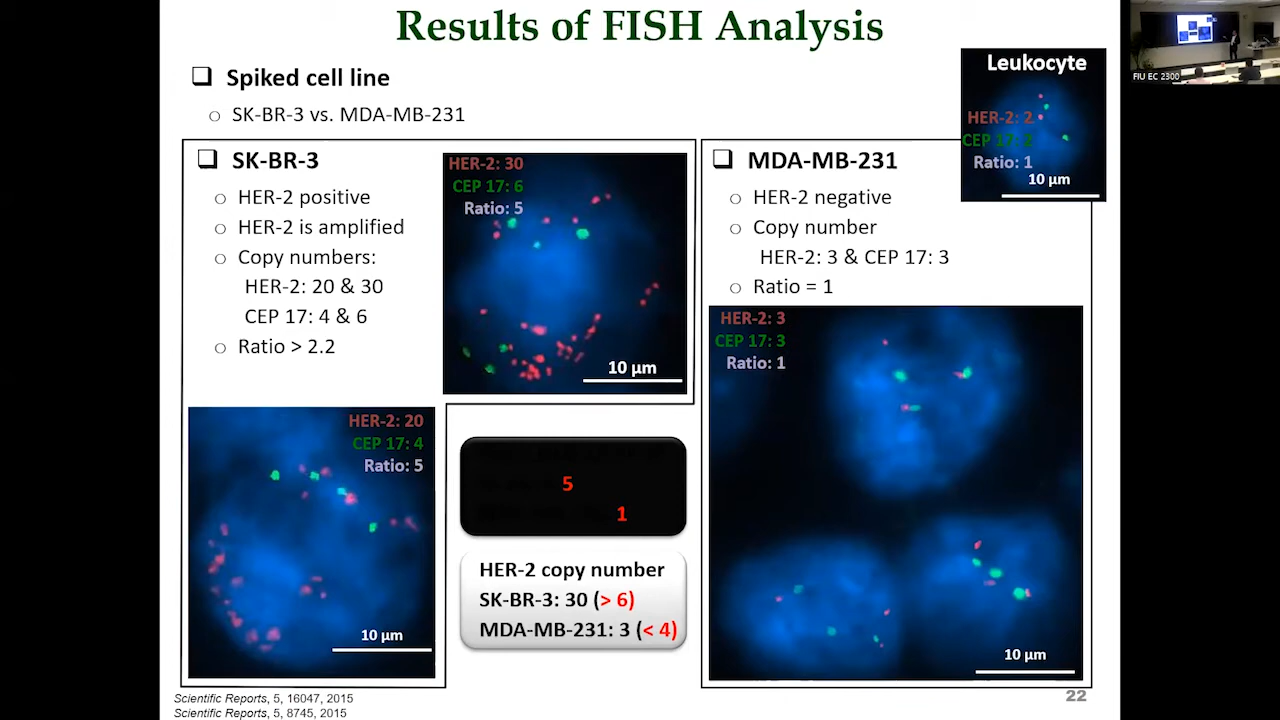 Results of FISH Analysis
Spiked cell line
SK-BR-3 vs. MDA-MB-231
SK-BR-3
HER-2 positive
HER-2 is amplified
Copy numbers:
HER-2: 20 & 30
CEP 17: 4 & 6
Ratio > 2.2
HER-2: 30
CEP 17: 6
Ratio: 5
10 µm
HER-2: 20
CEP 17: 4
Ratio: 5
10 µm
5
1
HER-2 copy number
SK-BR-3: 30 (> 6)
MDA-MB-231: 3 (< 4)
MDA-MB-231
HER-2 negative
Copy number
HER-2: 3 & CEP 17: 3
Ratio = 1
Leukocyte
HER-2: 2
CEP 17: 2
Ratio: 1
10 µm
HER-2: 3
CEP 17: 3
Ratio: 1
10 µm
Scientific Reports, 5, 16047, 2015
Scientific Reports, 5, 8745, 2015
22
FIU EC 2300